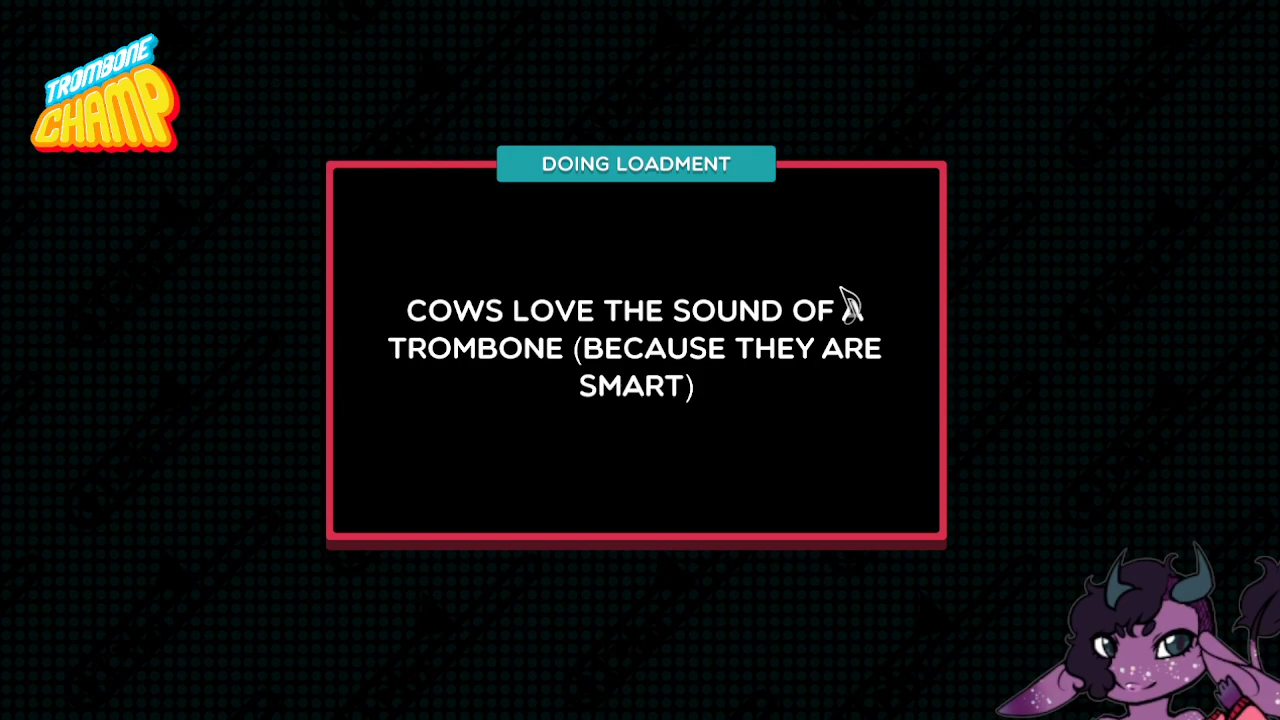 TROMBONE
CHAMP
DOING LOADMENT
COWS LOVE THE SOUND OF A
TROMBONE (BECAUSE THEY ARE
SMART)